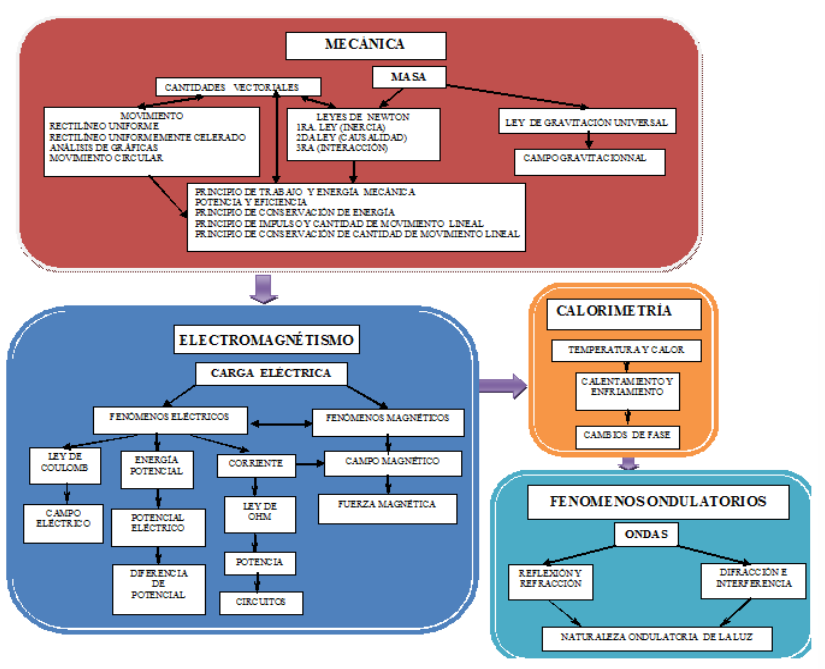 MECÁNICA
MASA
CANTIDADES VECTORIALES
MOVIMIENTO
RECTILÍNEO UNIFORME
RECTILÍNEO UNIFORMEMENTE CELERADO
ANÁLISIS DE GRÁFICAS
MOVIMIENTO CIRCULAR
LEYES DE NEWTON
1RA. LEY (INERCIA)
2DA LEY (CAUSALIDAD)
3RA (INTERACCIÓN)
LEY DE GRAVITACIÓN UNIVERSAL
CAMPO GRAVITACIONNAL
PRINCIPIO DE TRABAJO Y ENERGÍA MECÁNICA
POTENCIA Y EFICIENCIA
PRINCIPIO DE CONSERVACIÓN DE ENERGÍA
PRINCIPIO DE IMPULSO Y CANTIDAD DE MOVIMIENTO LINEAL
PRINCIPIO DE CONSERVACIÓN DE CANTIDAD DE MOVIMIENTO LINEAL
ELECTROMAGNÉTISMO
CARGA ELÉCTRICA
FENÓMENOS ELÉCTRICOS
FENÓMENOS MAGNÉTICOS
LEY DE
COULOMB
ENERGÍA
POTENCIAL
CORRIENTE
CAMPO MAGNÉTICO
CAMPO
ELÉCTRICO
POTENCIAL
ELÉCTRICO
LEY DE
OHM
FUERZA MAGNÉTICA
DIFERENCIA
DE
POTENCIAL
POTENCIA
CIRCUITOS
CALORIMETRÍA
TEMPERATURA Y CALOR
CALENTAMIENTO Y
ENFRIAMIENTO
CAMBIOS DE FASE
FENOMENOS ONDULATORIOS
ONDAS
REFLEXIÓN Y
REFRACCIÓN
DIFRACCIÓN E
INTERFERENCIA
NATURALEZA ONDULATORIA DE LA LUZ